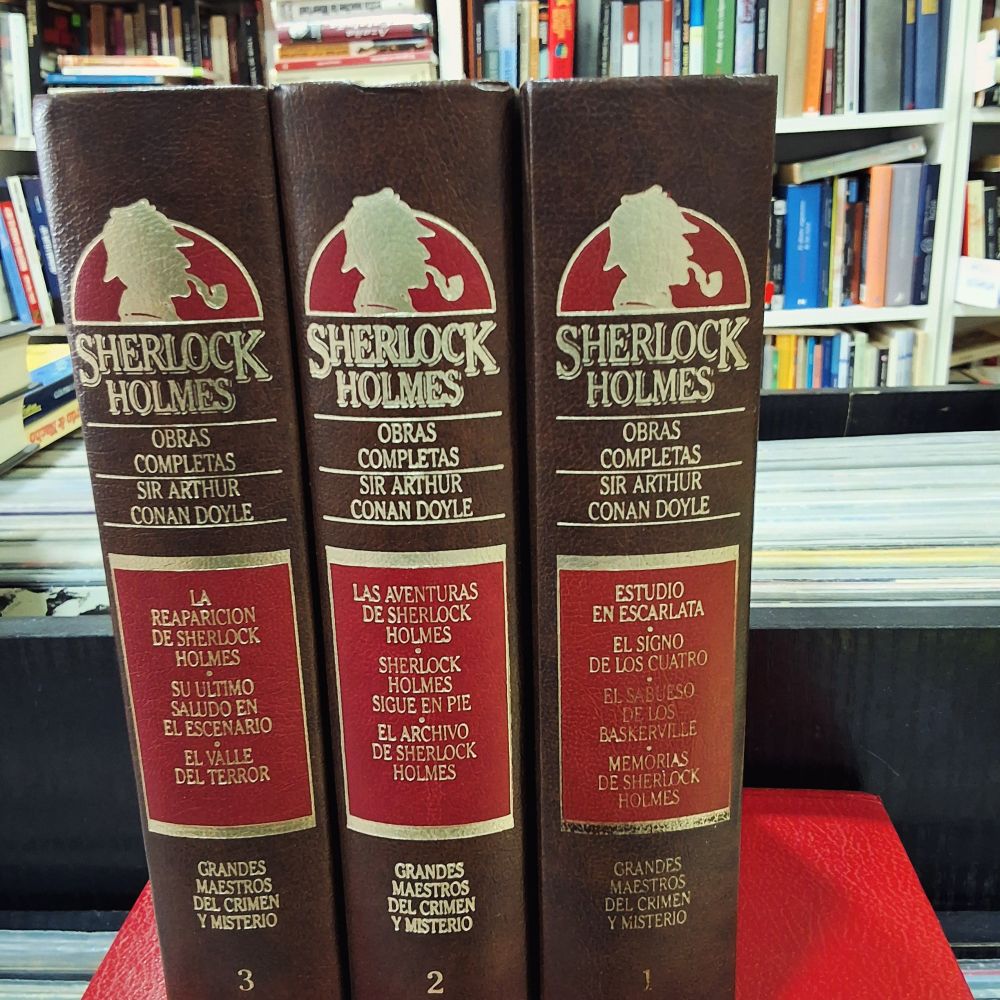 SHERLOCK
HOLMES
OBRAS
COMPLETAS
SIR ARTHUR
CONAN DOYLE
LA
REAPARICION
DE SHERLOCK
HOLMES
·
SU ULTIMO
SALUDO EN
EL ESCENARIO
·
EL VALLE
DEL TERROR
GRANDES
MAESTROS
DEL CRIMEN
Y MISTERIO
3
SHERLOCK
HOLMES
OBRAS
COMPLETAS
SIR ARTHUR
CONAN DOYLE
LAS AVENTURAS
DE SHERLOCK
HOLMES
·
SHERLOCK
HOLMES
SIGUE EN PIE
·
EL ARCHIVO
DE SHERLOCK
HOLMES
GRANDES
MAESTROS
DEL CRIMEN
Y MISTERIO
2
SHERLOCK
HOLMES
OBRAS
COMPLETAS
SIR ARTHUR
CONAN DOYLE
ESTUDIO
EN ESCARLATA
·
EL SIGNO
DE LOS CUATRO
·
EL SABUESO
DE LOS
BASKERVILLE
·
MEMORIAS
DE SHERLOCK
HOLMES
GRANDES
MAESTROS
DEL CRIMEN
Y MISTERIO
1